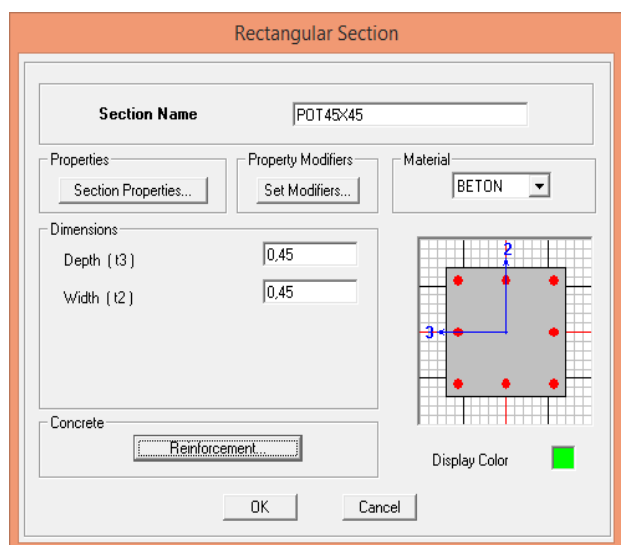 Rectangular Section
Section Name POT45X45
Properties Property Modifiers Material
Section Properties... Set Modifiers... BETON
Dimensions
Depth ( t3 ) 0,45
Width ( t2 ) 0,45
2
3
Concrete
Reinforcement...
Display Color
OK Cancel